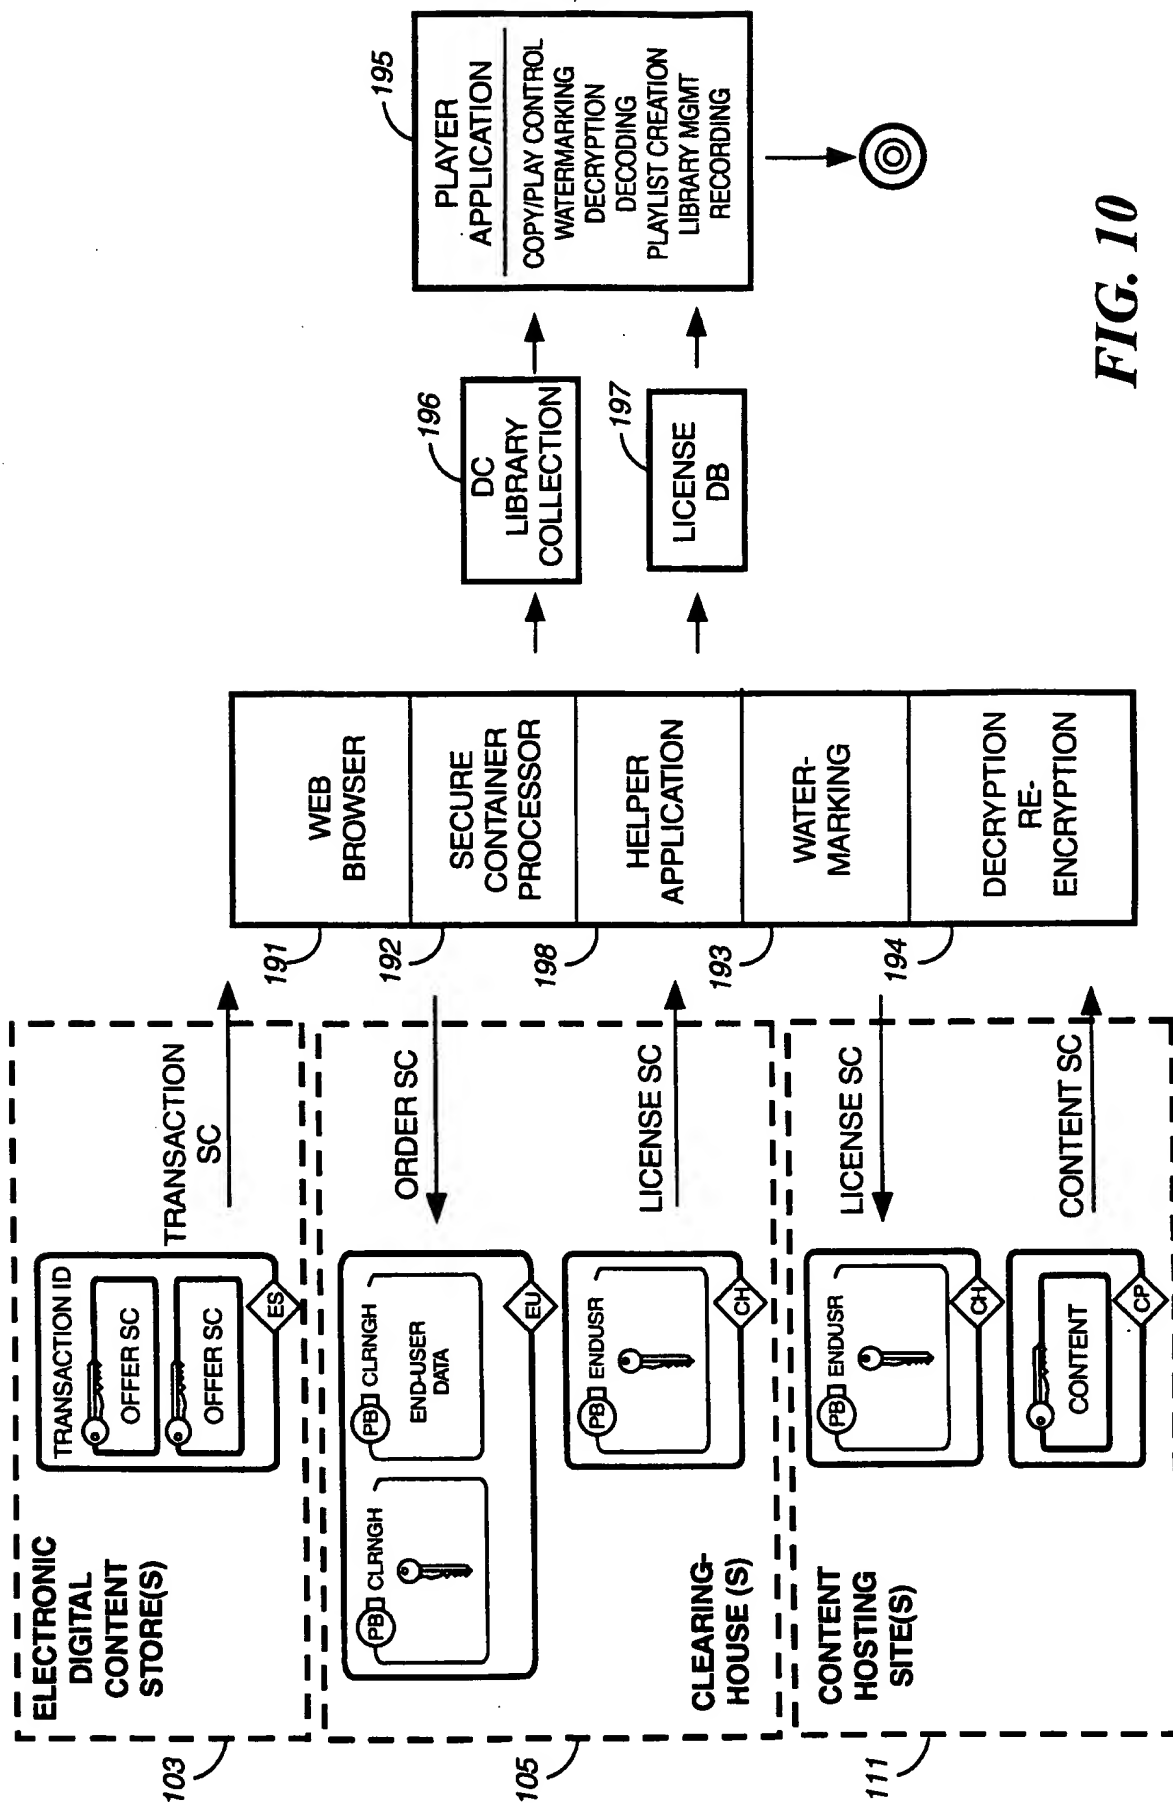 ELECTRONIC
DIGITAL
CONTENT
STORE(S)
103
TRANSACTION ID
OFFER SC
OFFER SC
ES
TRANSACTION
SC
CLEARING-
HOUSE (S)
105
PB
CLRNGH
PB
CLRNGH
END-USER
DATA
EU
ORDER SC
PB
ENDUSR
CH
LICENSE SC
CONTENT
HOSTING
SITE(S)
111
PB
ENDUSR
CH
LICENSE SC
CONTENT
CP
CONTENT SC
191
WEB
BROWSER
192
SECURE
CONTAINER
PROCESSOR
198
HELPER
APPLICATION
193
WATER-
MARKING
194
DECRYPTION
RE-
ENCRYPTION
196
DC
LIBRARY
COLLECTION
197
LICENSE
DB
195
PLAYER
APPLICATION
COPY/PLAY CONTROL
WATERMARKING
DECRYPTION
DECODING
PLAYLIST CREATION
LIBRARY MGMT
RECORDING
FIG. 10